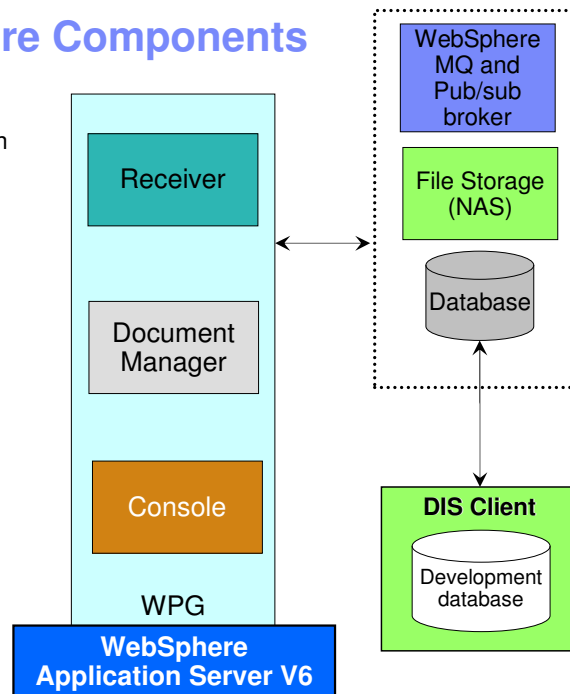 re Components
n
Receiver
Document
Manager
Console
WPG
WebSphere
Application Server V6
WebSphere
MQ and
Pub/sub
broker
File Storage
(NAS)
Database
DIS Client
Development
database